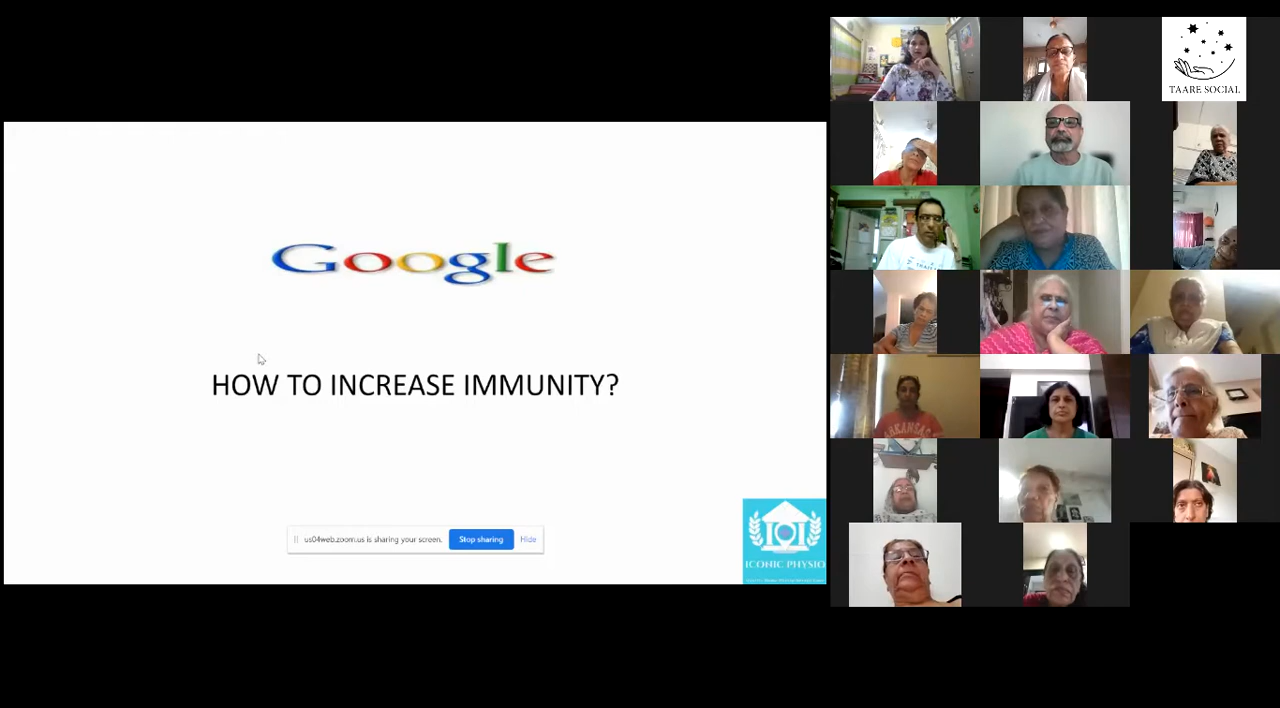 Google
HOW TO INCREASE IMMUNITY?
us04web.zoom.us is sharing your screen.
Stop sharing
Hide
ICONIC PHYSIO
TAARE SOCIAL
ARKANSAS